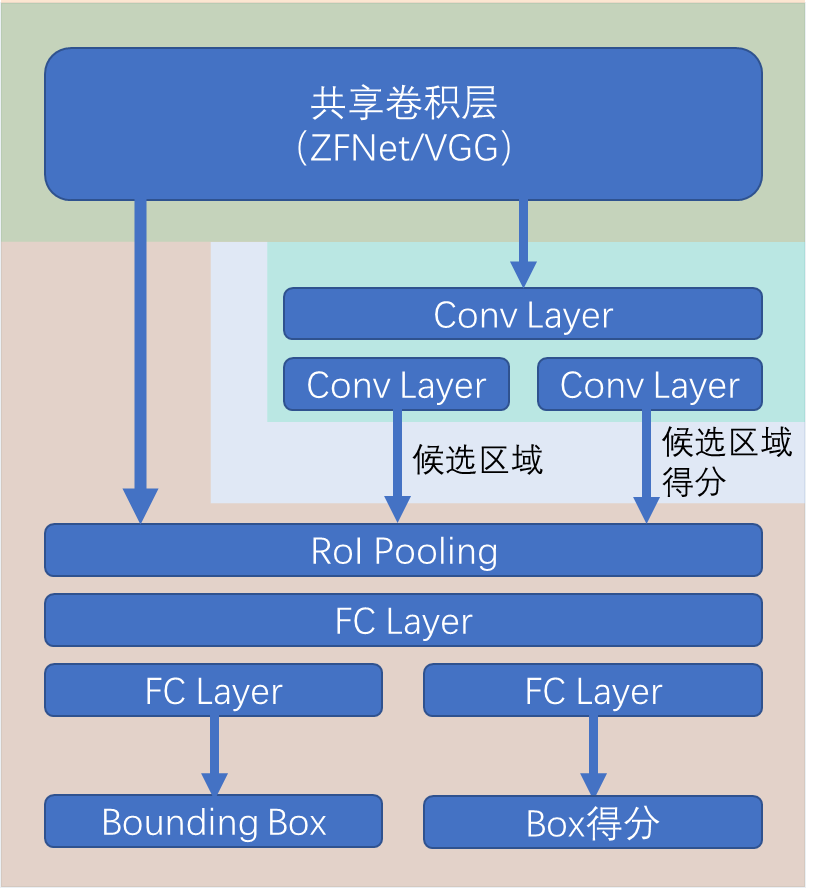 共享卷积层
（ZFNet/VGG）
Conv Layer
Conv Layer
Conv Layer
候选区域
候选区域
得分
RoI Pooling
FC Layer
FC Layer
FC Layer
Bounding Box
Box得分